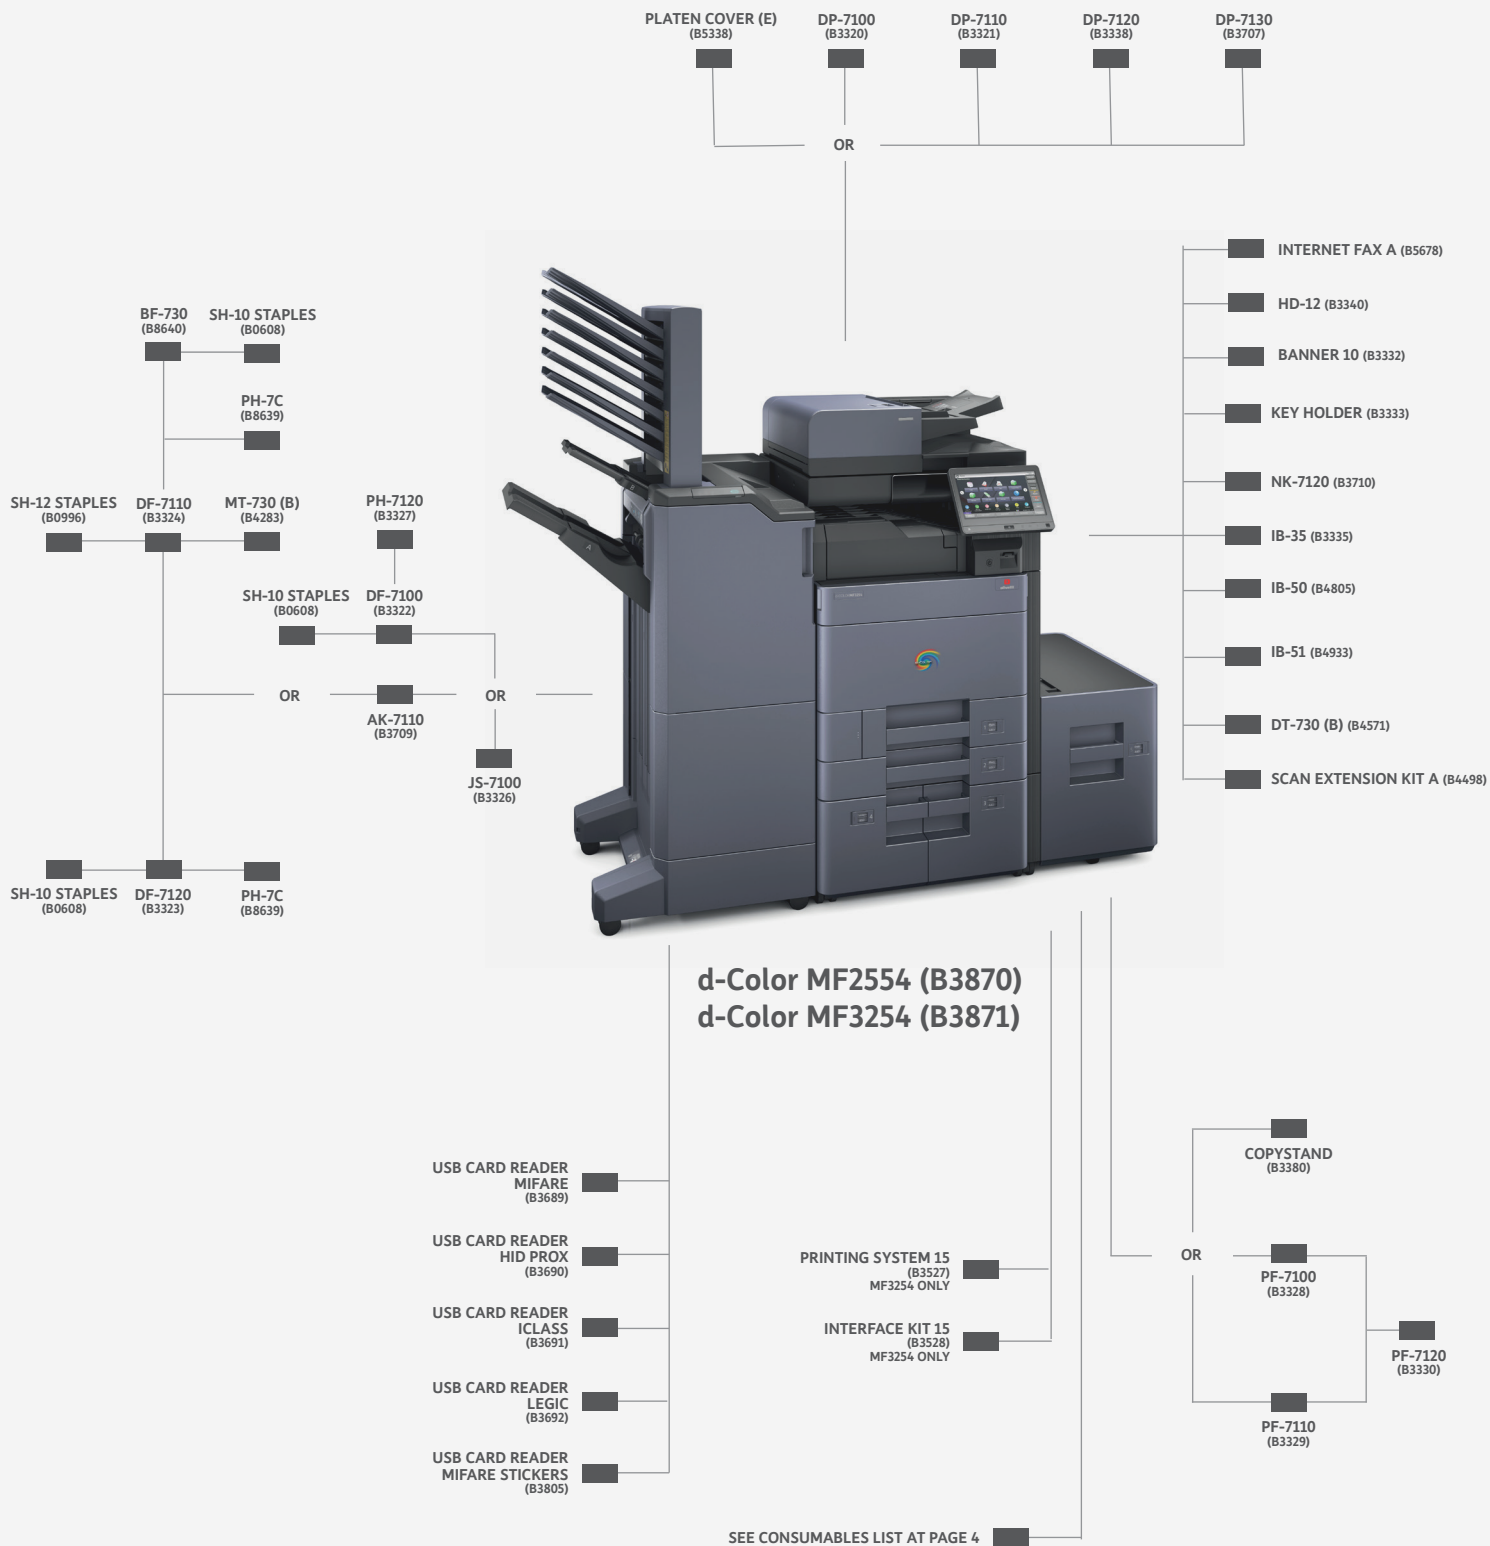 PLATEN COVER (E)
(B5338)
DP-7100
(B3320)
DP-7110
(B3321)
DP-7120
(B3338)
DP-7130
(B3707)
OR
INTERNET FAX A (B5678)
HD-12 (B3340)
BANNER 10 (B3332)
KEY HOLDER (B3333)
NK-7120 (B3710)
IB-35 (B3335)
IB-50 (B4805)
IB-51 (B4933)
DT-730 (B) (B4571)
SCAN EXTENSION KIT A (B4498)
BF-730
(B8640)
SH-10 STAPLES
(B0608)
PH-7C
(B8639)
SH-12 STAPLES
(B0996)
DF-7110
(B3324)
MT-730 (B)
(B4283)
PH-7120
(B3327)
SH-10 STAPLES
(B0608)
DF-7100
(B3322)
OR
AK-7110
(B3709)
OR
JS-7100
(B3326)
SH-10 STAPLES
(B0608)
DF-7120
(B3323)
PH-7C
(B8639)
d-Color MF2554 (B3870)
d-Color MF3254 (B3871)
USB CARD READER
MIFARE
(B3689)
USB CARD READER
HID PROX
(B3690)
USB CARD READER
ICLASS
(B3691)
USB CARD READER
LEGIC
(B3692)
USB CARD READER
MIFARE STICKERS
(B3805)
PRINTING SYSTEM 15
(B3527)
MF3254 ONLY
INTERFACE KIT 15
(B3528)
MF3254 ONLY
COPYSTAND
(B3380)
OR
PF-7100
(B3328)
PF-7120
(B3330)
PF-7110
(B3329)
SEE CONSUMABLES LIST AT PAGE 4